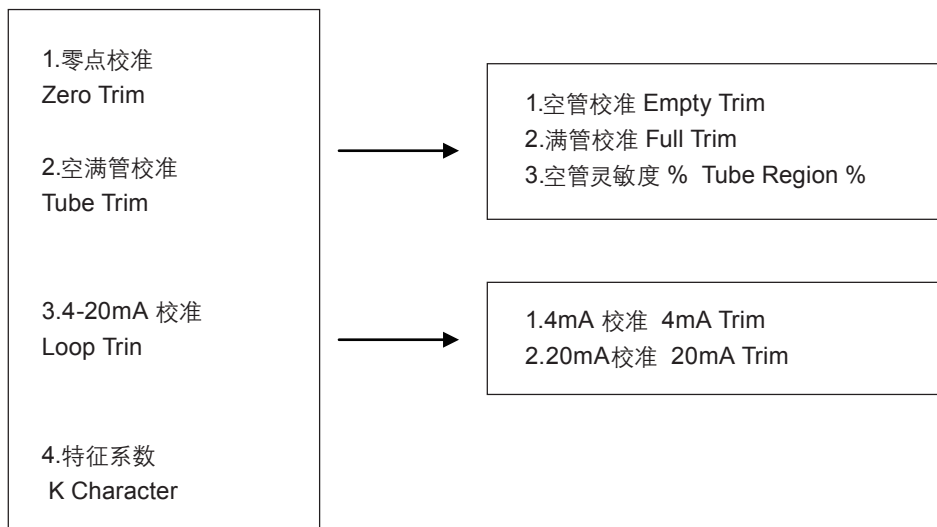 1.零点校准
Zero Trim
2.空满管校准
Tube Trim
3.4-20mA 校准
Loop Trin
4.特征系数
K Character
1.空管校准 Empty Trim
2.满管校准 Full Trim
3.空管灵敏度 % Tube Region %
1.4mA 校准 4mA Trim
2.20mA校准 20mA Trim